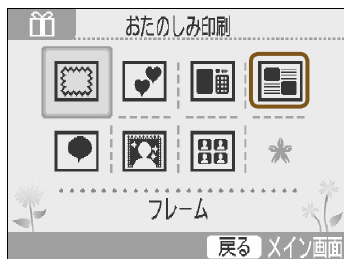 おたのしみ印刷
フレーム
戻る メイン画面